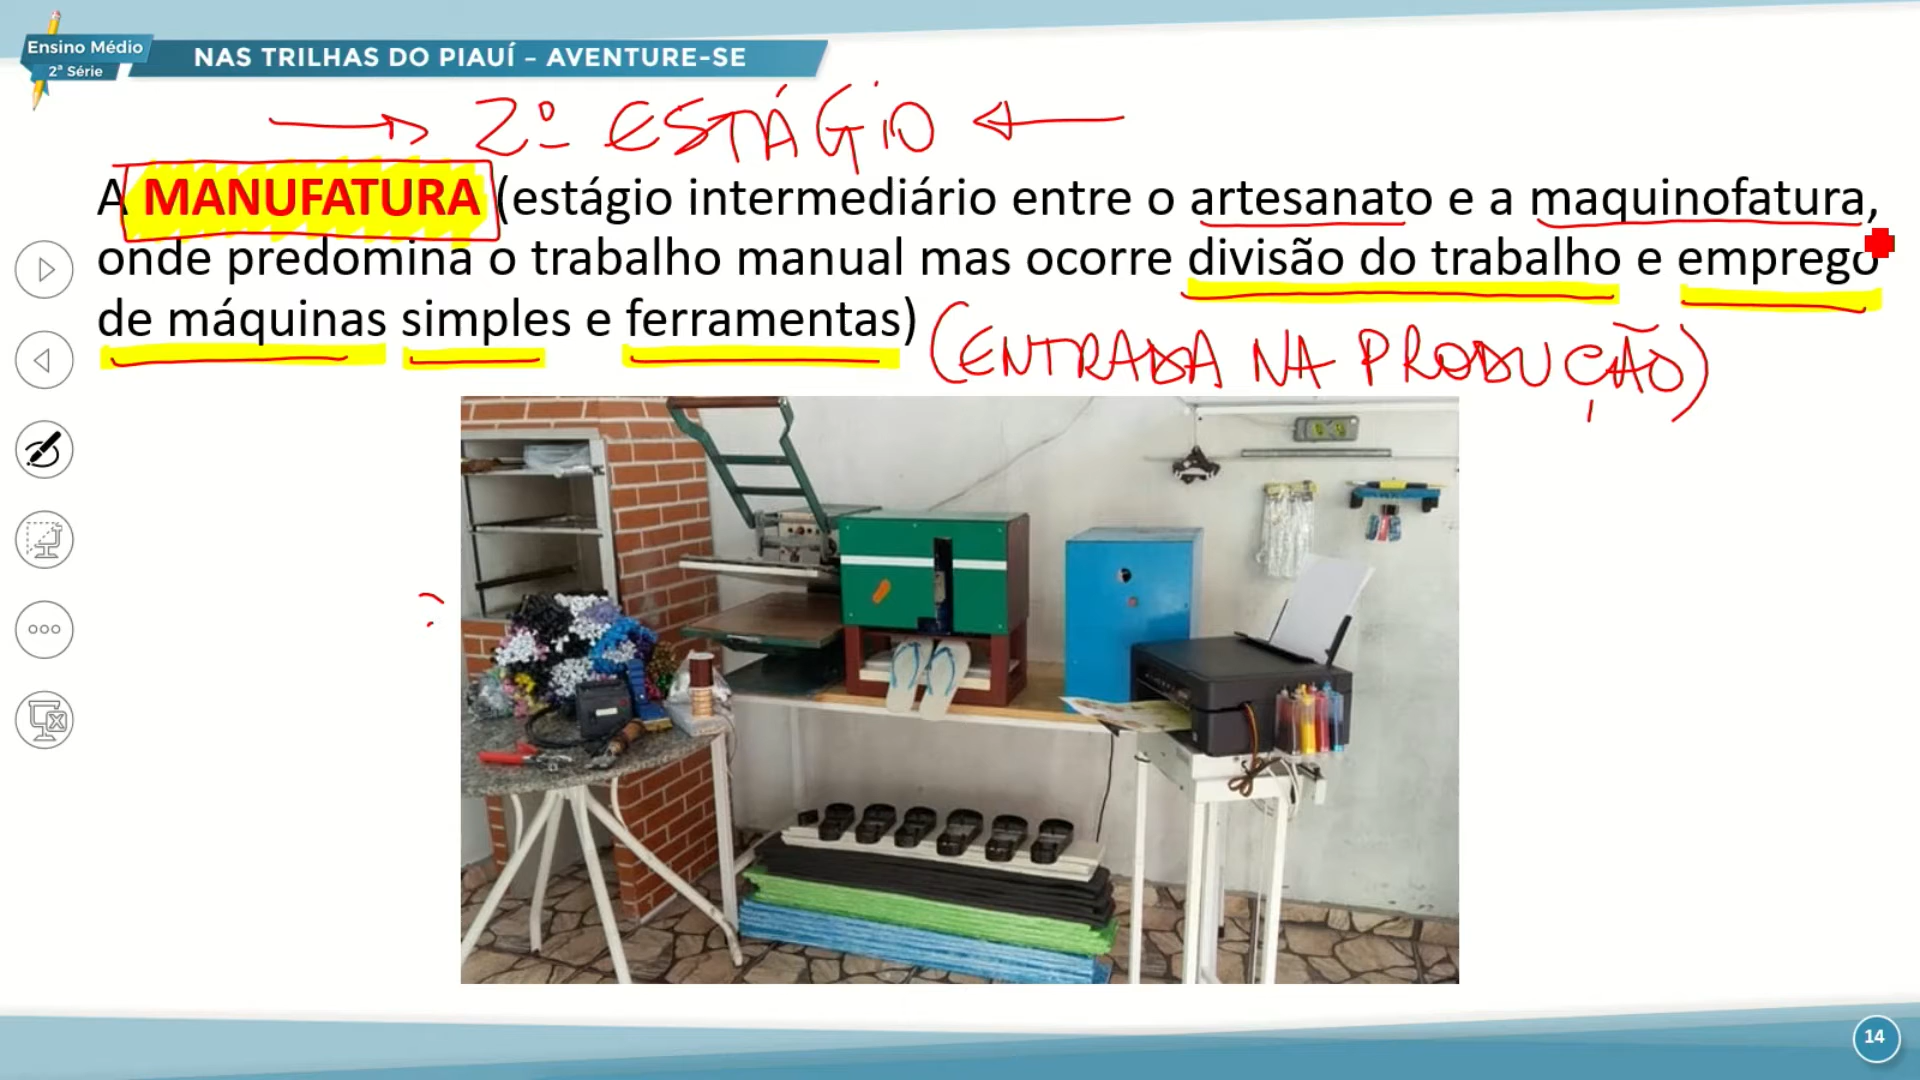 Ensino Médio
2ª Série
NAS TRILHAS DO PIAUÍ – AVENTURE-SE
2º ESTÁGIO
A MANUFATURA (estágio intermediário entre o artesanato e a maquinofatura,
onde predomina o trabalho manual mas ocorre divisão do trabalho e emprego
de máquinas simples e ferramentas)
(ENTRADA NA PRODUÇÃO)
14